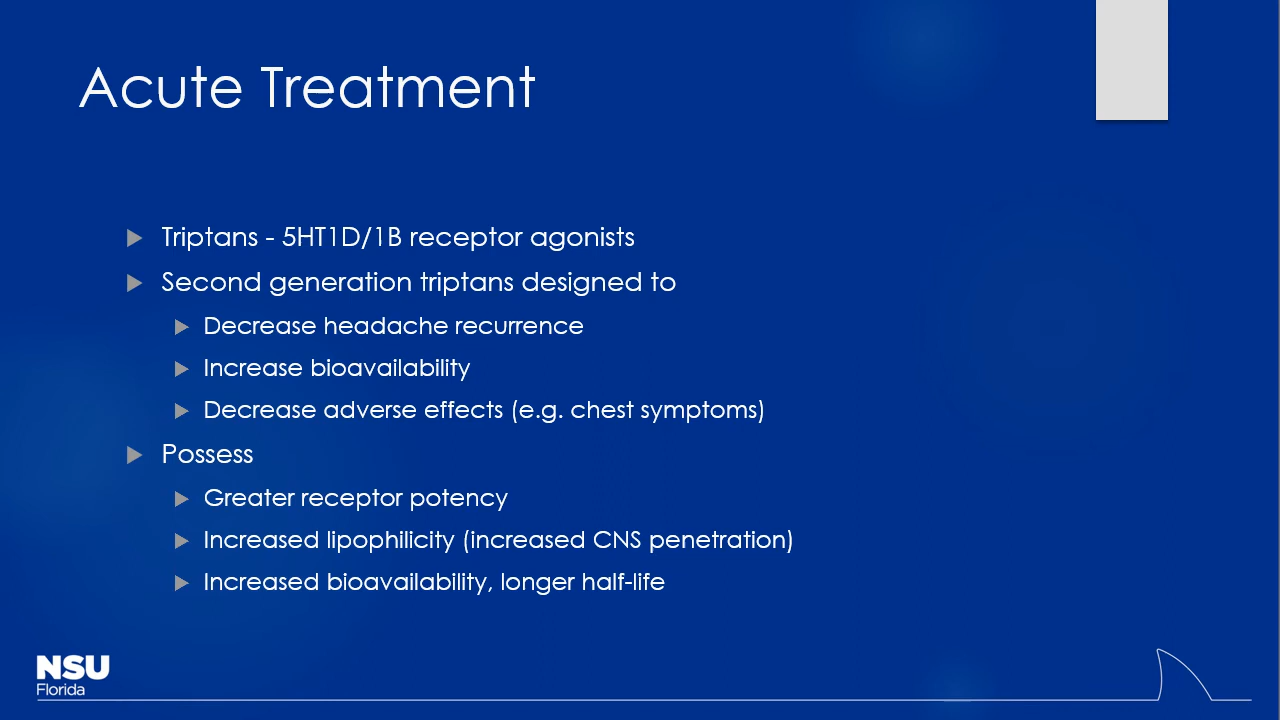 Acute Treatment
Triptans - 5HT1D/1B receptor agonists
Second generation triptans designed to
Decrease headache recurrence
Increase bioavailability
Decrease adverse effects (e.g. chest symptoms)
Possess
Greater receptor potency
Increased lipophilicity (increased CNS penetration)
Increased bioavailability, longer half-life
NSU
Florida